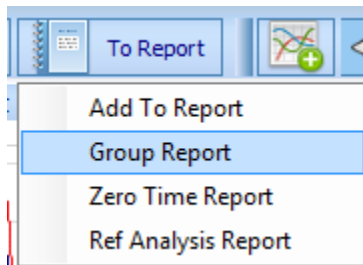 To Report
Add To Report
Group Report
Zero Time Report
Ref Analysis Report